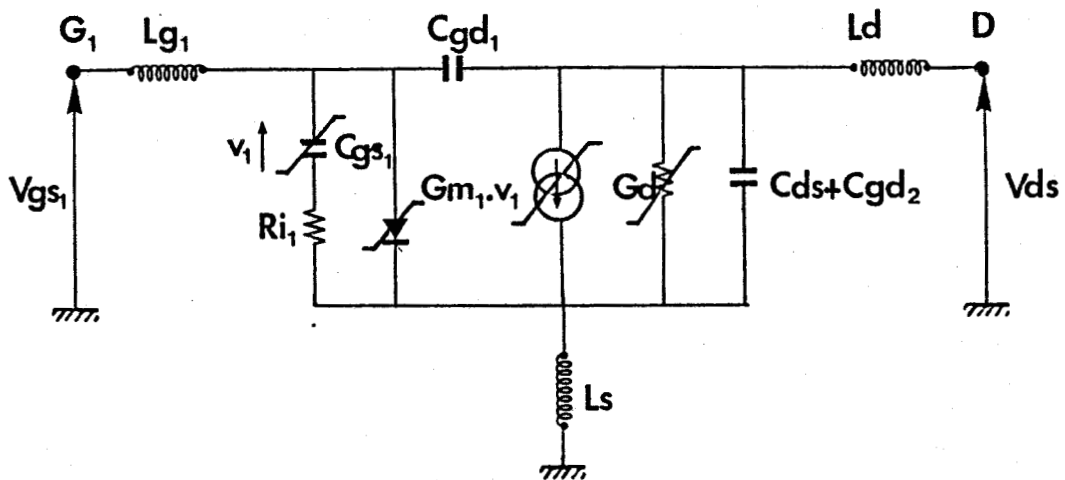 G₁ Lg₁ Cgd₁ Ld D
v₁ Cgs₁
Vgs₁ Gm₁.v₁ Gd Cds+Cgd₂ Vds
Ri₁
Ls